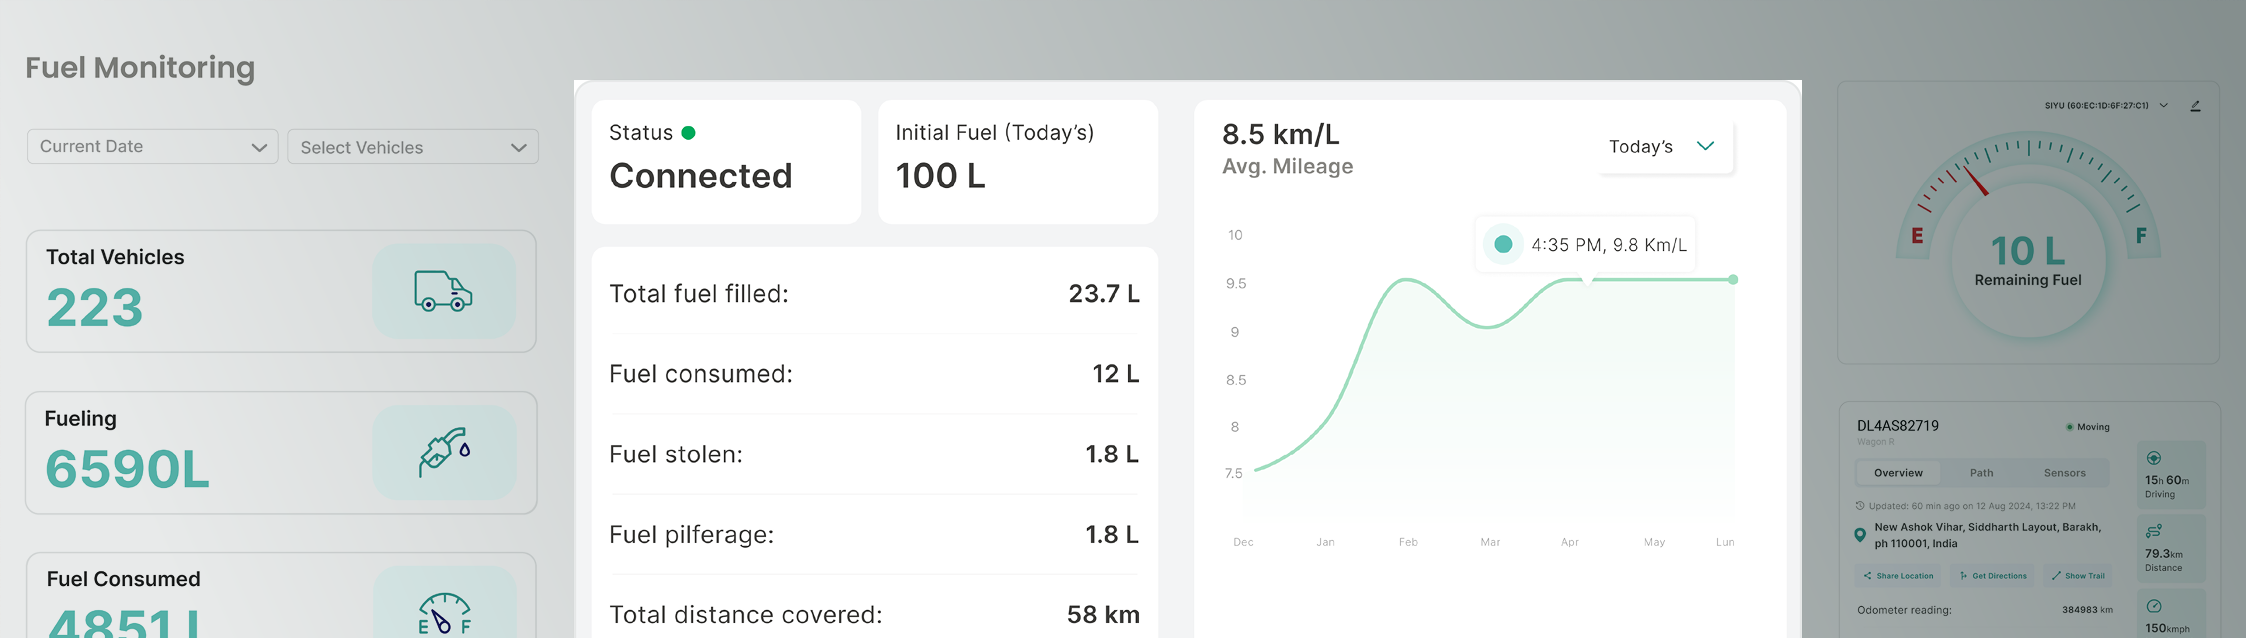 Fuel Monitoring
Current Date
Select Vehicles
Total Vehicles
223
Fueling
6590L
Fuel Consumed
4851L
E F
Status
Connected
Initial Fuel (Today’s)
100 L
Total fuel filled: 23.7 L
Fuel consumed: 12 L
Fuel stolen: 1.8 L
Fuel pilferage: 1.8 L
Total distance covered: 58 km
8.5 km/L
Avg. Mileage
Today’s
4:35 PM, 9.8 Km/L
10
9.5
9
8.5
8
7.5
Dec Jan Feb Mar Apr May Lun
SIYU (60:EC:1D:6F:27:C1)
E F
10 L
Remaining Fuel
DL4AS82719
Wagon R
Moving
Overview Path Sensors
Updated: 60 min ago on 12 Aug 2024, 13:22 PM
New Ashok Vihar, Siddharth Layout, Barakh,
ph 110001, India
Share Location Get Directions Show Trail
Odometer reading: 384983 km
15h 60m
Driving
79.3km
Distance
150kmph